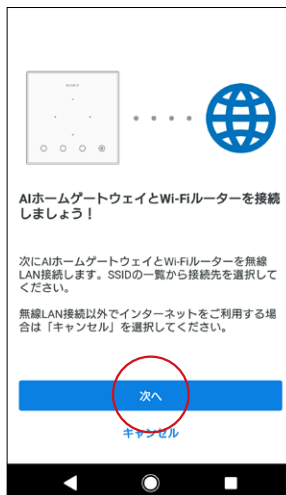 SONY
AIホームゲートウェイとWi-Fiルーターを接続
しましょう！
次にAIホームゲートウェイとWi-Fiルーターを無線
LAN接続します。SSIDの一覧から接続先を選択して
ください。
無線LAN接続以外でインターネットをご利用する場
合は「キャンセル」を選択してください。
次へ
キャンセル